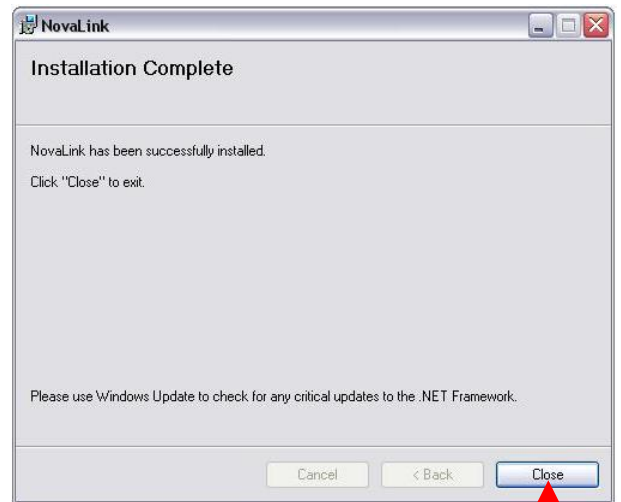 NovaLink
Installation Complete
NovaLink has been successfully installed.
Click "Close" to exit.
Please use Windows Update to check for any critical updates to the .NET Framework.
Cancel
< Back
Close